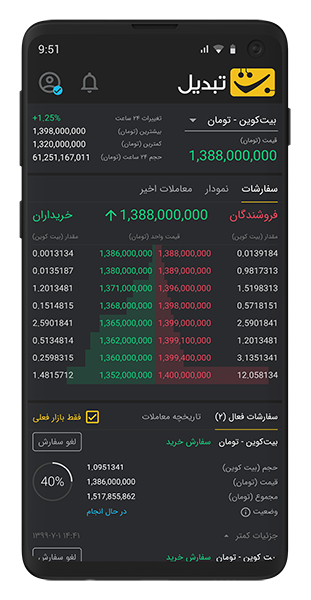 9:51
تبدیل
بیت‌کوین - تومان
قیمت (تومان)
1,388,000,000
تغییرات ۲۴ ساعت +1,25%
بیشترین (تومان) 1,398,000,000
کمترین (تومان) 1,320,000,000
حجم ۲۴ ساعت (تومان) 61,251,167,011
سفارشات نمودار معاملات اخیر
فروشندگان 1,388,000,000 خریداران
مقدار (بیت کوین) قیمت واحد (تومان) مقدار (بیت کوین)
0.0013134 1,386,000,000 1,388,000,000 0.0139184
0.0135187 1,380,000,000 1,389,000,000 0.9817313
1.2013481 1,371,000,000 1,396,000,000 1.5198313
0.1514815 1,368,000,000 1,398,000,000 0.5718151
2.5901841 1,365,000,000 1,399,000,000 2.5901841
0.5134814 1,362,000,000 1,399,100,000 1.2013481
0.2598315 1,360,000,000 1,399,400,000 3.1351341
1.4815712 1,352,000,000 1,400,000,000 12.058134
سفارشات فعال (۲) تاریخچه معاملات فقط بازار فعلی
بیت‌کوین - تومان سفارش خرید لغو سفارش
حجم (بیت کوین) 1,0951341
قیمت (تومان) 1,386,000,000
مجموع (تومان) 1,517,855,862
وضعیت در حال انجام
40%
جزئیات کمتر ۱۳۹۹-۷-۱ ۱۴:۴۱
بیت کوین - تومان سفارش خرید لغو سفارش